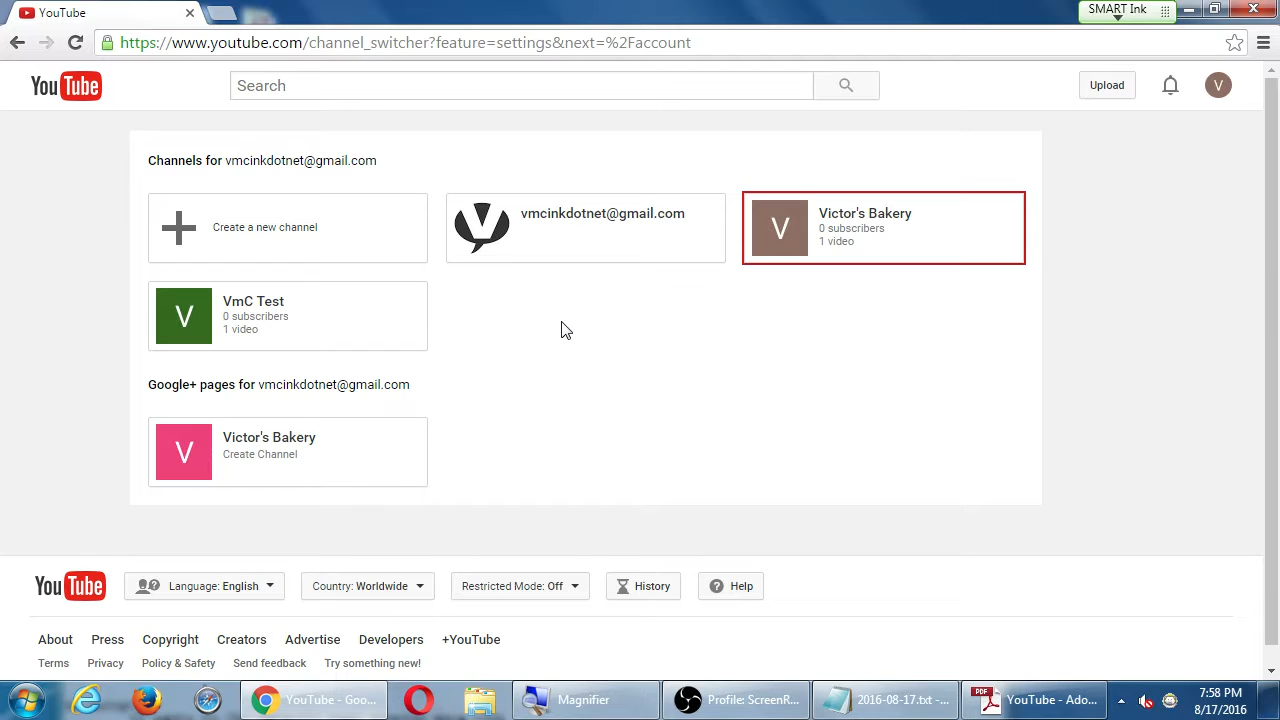 YouTube
SMART Ink
https://www.youtube.com/channel_switcher?feature=settings&next=%2Faccount
YouTube
Search
Upload
V
Channels for vmcinkdotnet@gmail.com
Create a new channel
vmcinkdotnet@gmail.com
V
Victor's Bakery
0 subscribers
1 video
V
VmC Test
0 subscribers
1 video
Google+ pages for vmcinkdotnet@gmail.com
V
Victor's Bakery
Create Channel
YouTube
Language: English
Country: Worldwide
Restricted Mode: Off
History
Help
About Press Copyright Creators Advertise Developers +YouTube
Terms Privacy Policy & Safety Send feedback Try something new!
YouTube - Goo...
Magnifier
Profile: ScreenR...
2016-08-17.txt -...
PDF
YouTube - Ado...
7:58 PM
8/17/2016